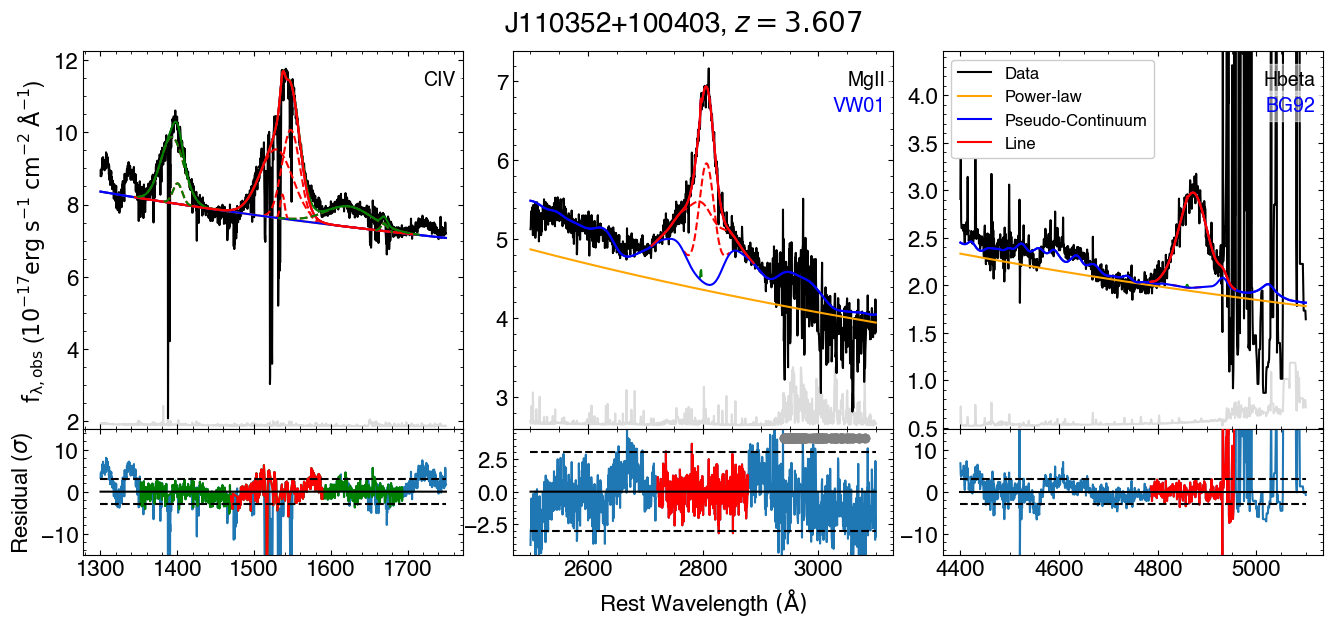 J110352+100403, z = 3.607
f_λ,obs (10⁻¹⁷erg s⁻¹ cm⁻² Å⁻¹)
12
10
8
6
4
2
CIV
7
6
5
4
3
MgII
VW01
4.0
3.5
3.0
2.5
2.0
1.5
1.0
0.5
Data
Power-law
Pseudo-Continuum
Line
Hbeta
BG92
Residual (σ)
10
0
−10
2.5
0.0
−2.5
10
0
−10
1300 1400 1500 1600 1700
2600 2800 3000
4400 4600 4800 5000
Rest Wavelength (Å)